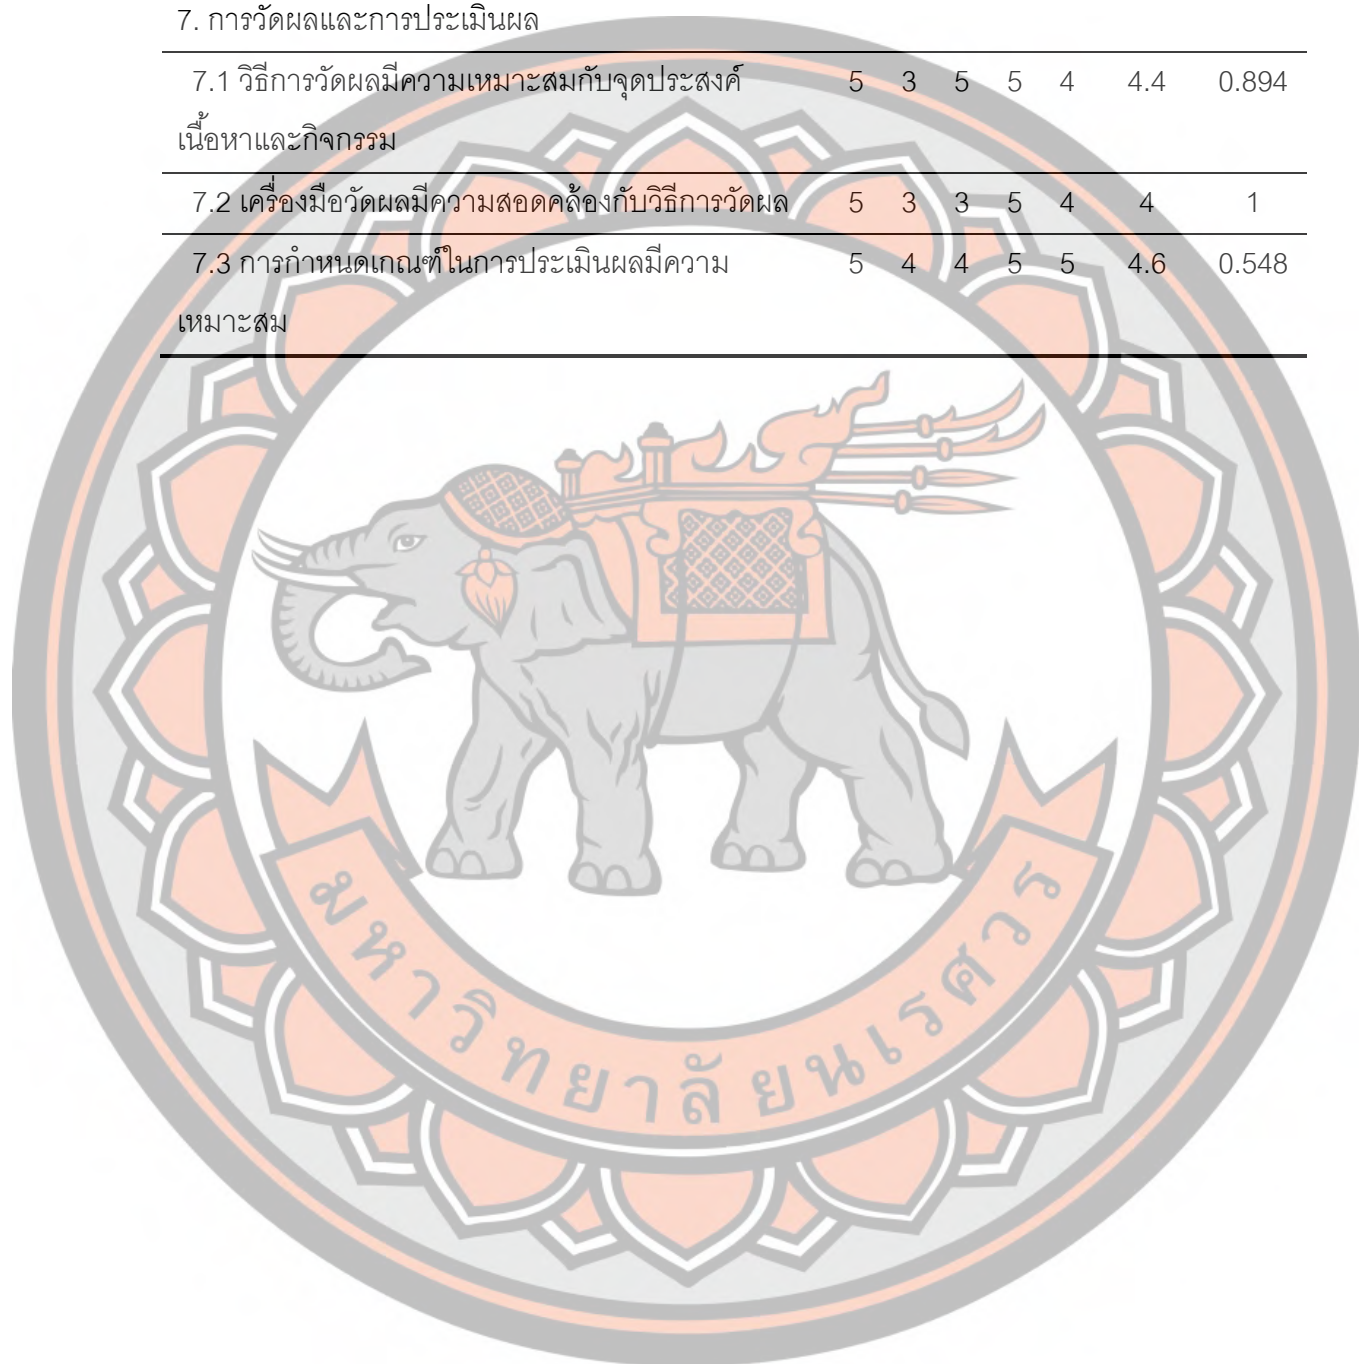 7. การวัดผลและการประเมินผล
7.1 วิธีการวัดผลมีความเหมาะสมกับจุดประสงค์ 5 3 5 5 4 4.4 0.894
เนื้อหาและกิจกรรม
7.2 เครื่องมือวัดผลมีความสอดคล้องกับวิธีการวัดผล 5 3 3 5 4 4 1
7.3 การกำหนดเกณฑ์ในการประเมินผลมีความ 5 4 4 5 5 4.6 0.548
เหมาะสม
มหาวิทยาลัยนเรศวร